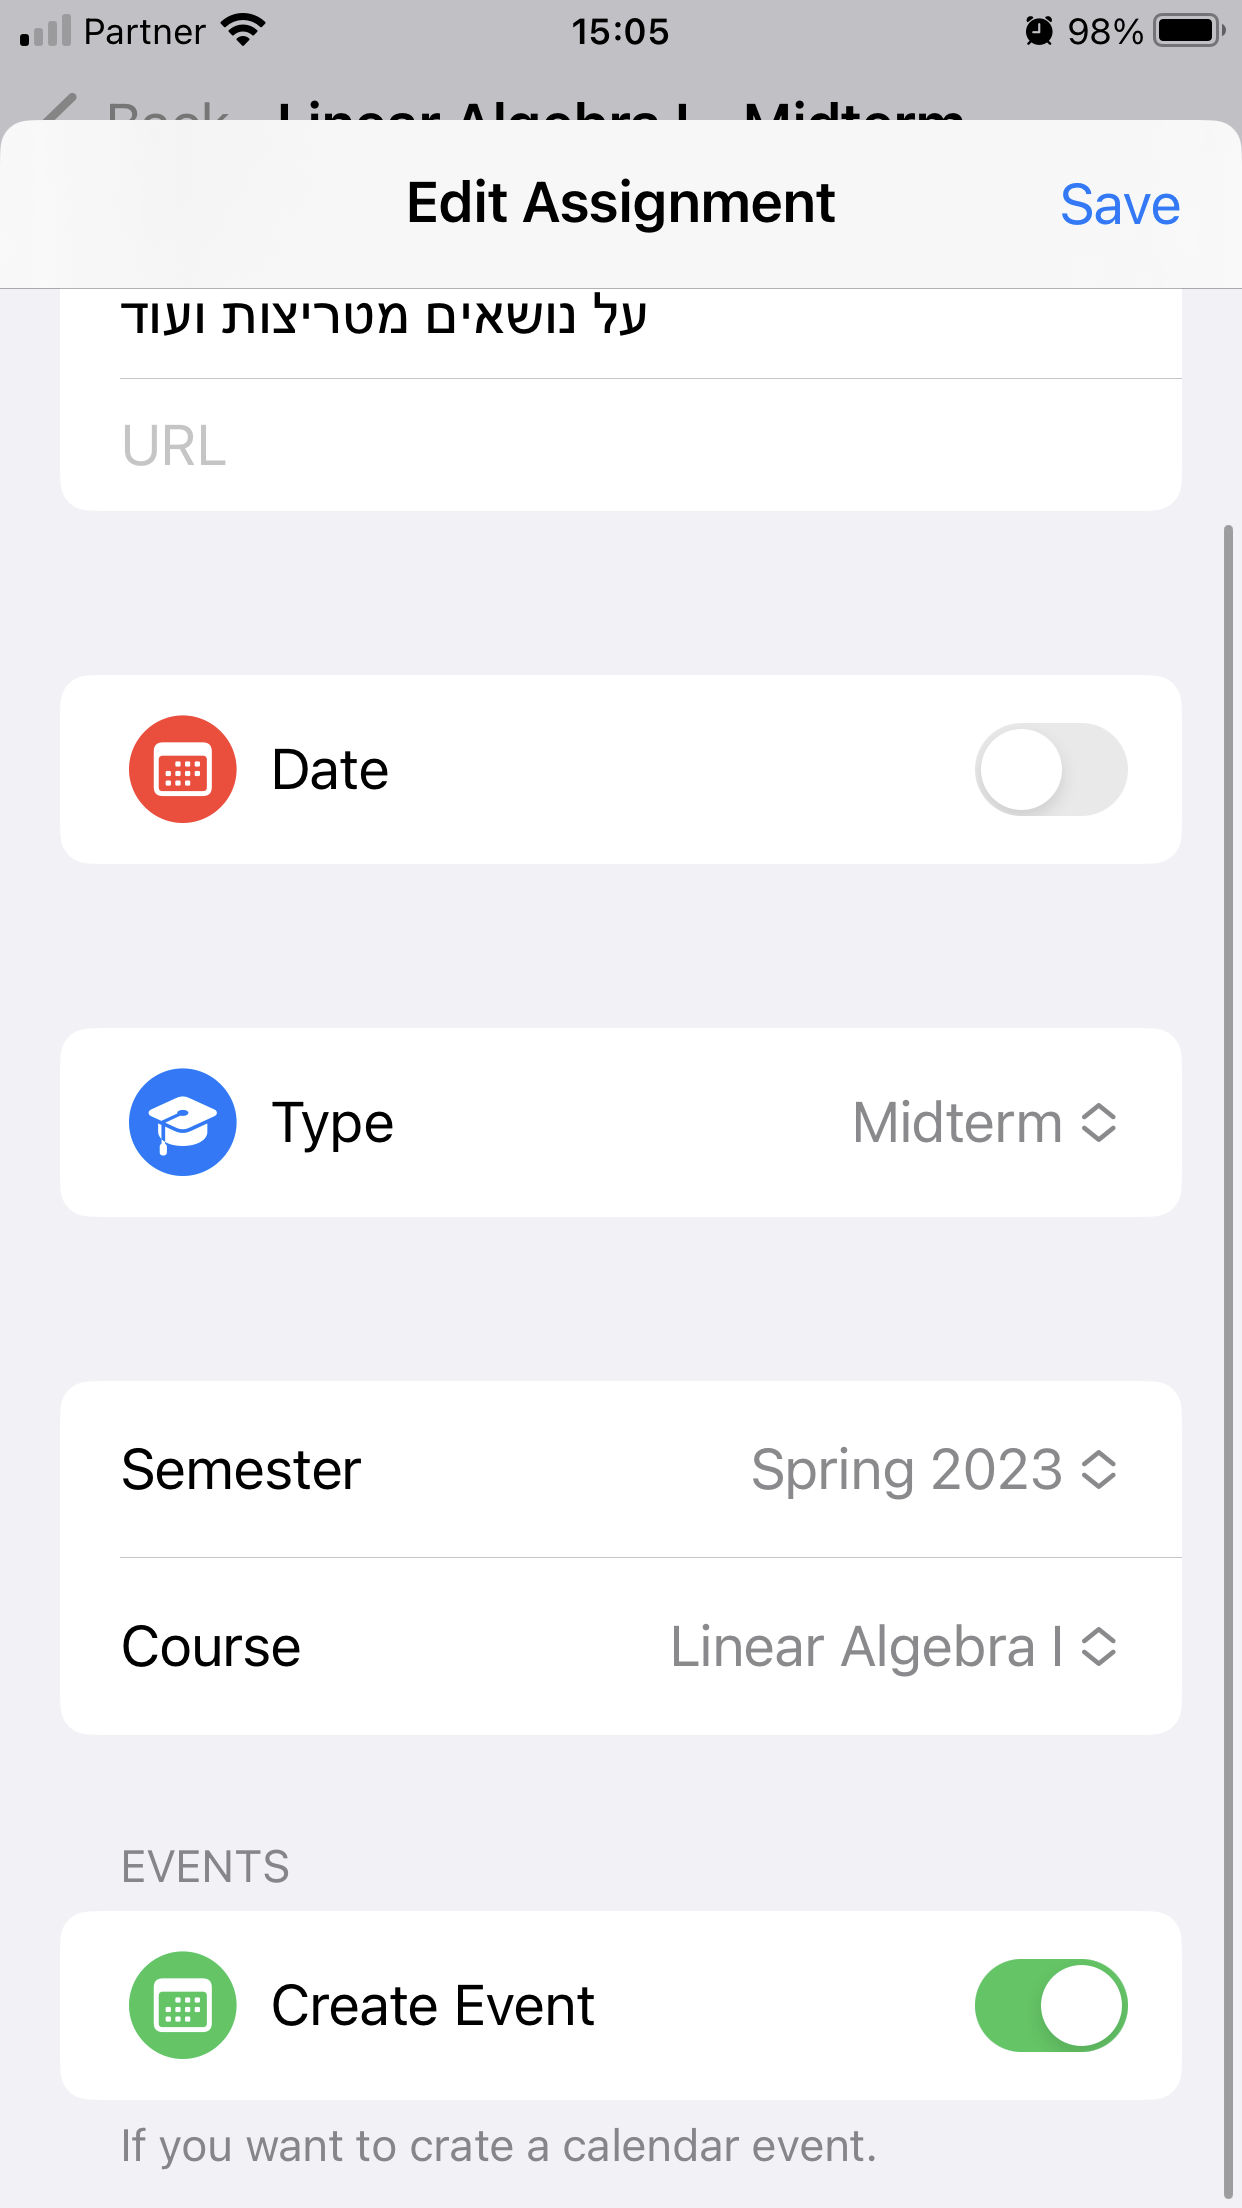 Partner 15:05 98%
Back Linear Algebra I - Midterm
Edit Assignment Save
על נושאים מטריצות ועוד
URL
Date
Type Midterm
Semester Spring 2023
Course Linear Algebra I
EVENTS
Create Event
If you want to crate a calendar event.